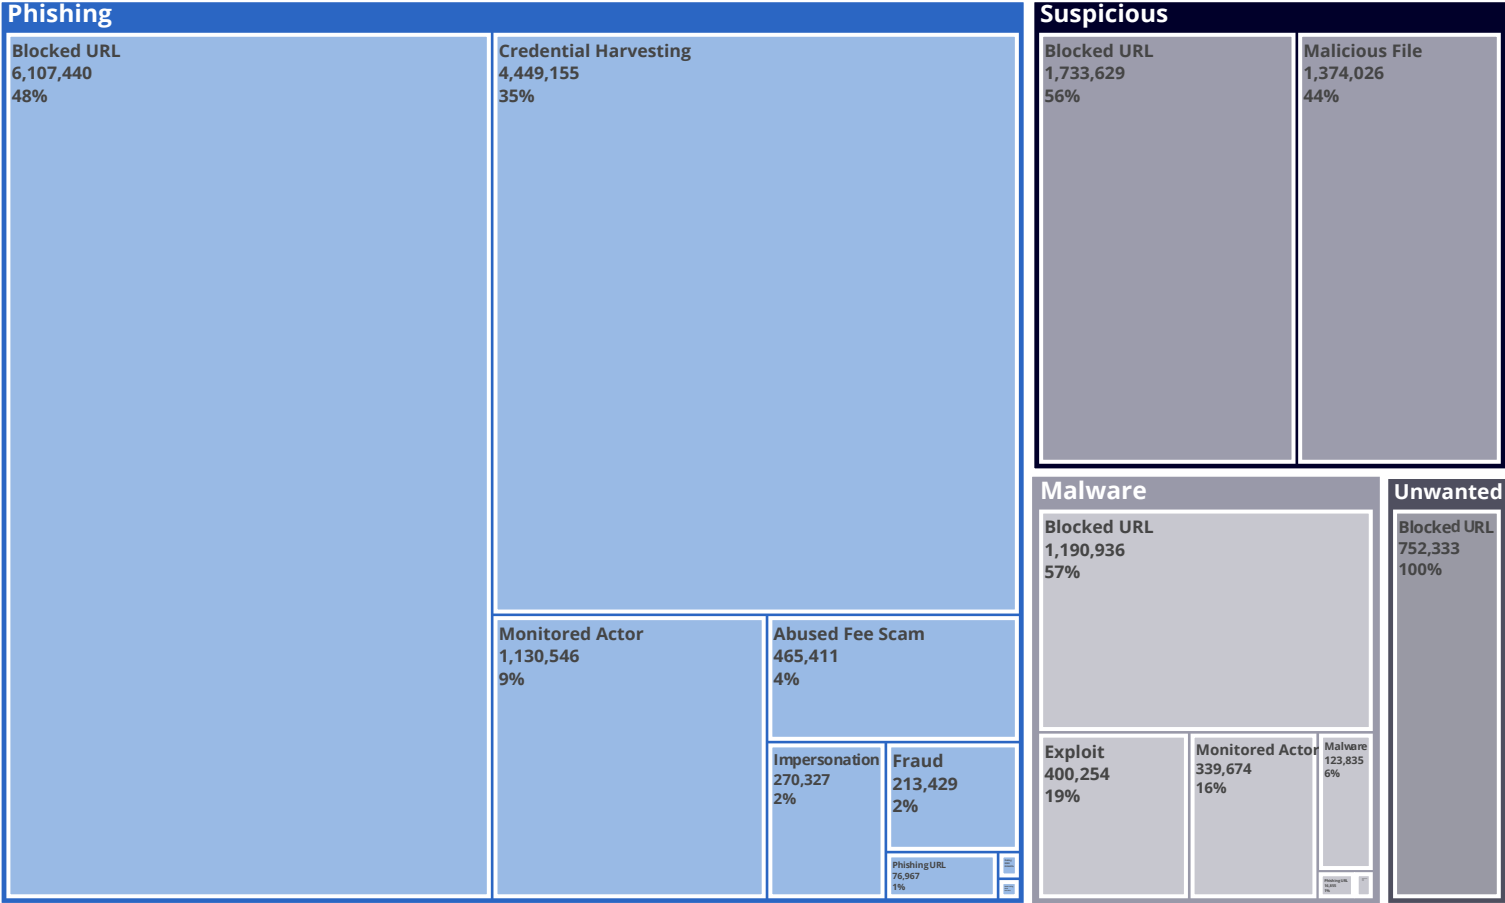 Phishing
Blocked URL
6,107,440
48%
Credential Harvesting
4,449,155
35%
Monitored Actor
1,130,546
9%
Abused Fee Scam
465,411
4%
Impersonation
270,327
2%
Fraud
213,429
2%
Phishing URL
76,967
1%
Suspicious
Blocked URL
1,733,629
56%
Malicious File
1,374,026
44%
Malware
Blocked URL
1,190,936
57%
Exploit
400,254
19%
Monitored Actor
339,674
16%
Malware
123,835
6%
Phishing URL
1%
Unwanted
Blocked URL
752,333
100%